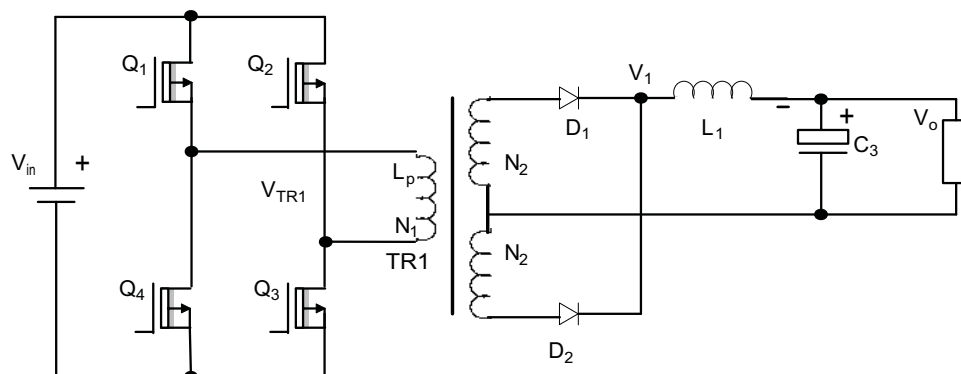 Q1
Q2
V1
D1
L1
-
+
Vo
C3
Vin
+
Lp
N2
VTR1
N1
TR1
N2
Q4
Q3
D2